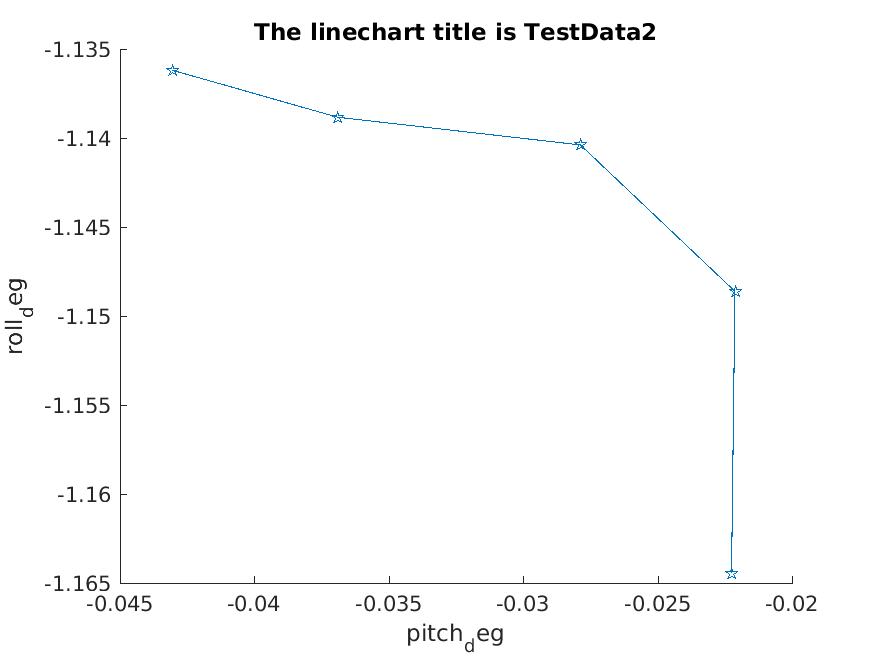 The linechart title is TestData2
-1.135
-1.14
-1.145
-1.15
-1.155
-1.16
-1.165
roll_deg
-0.045 -0.04 -0.035 -0.03 -0.025 -0.02
pitch_deg